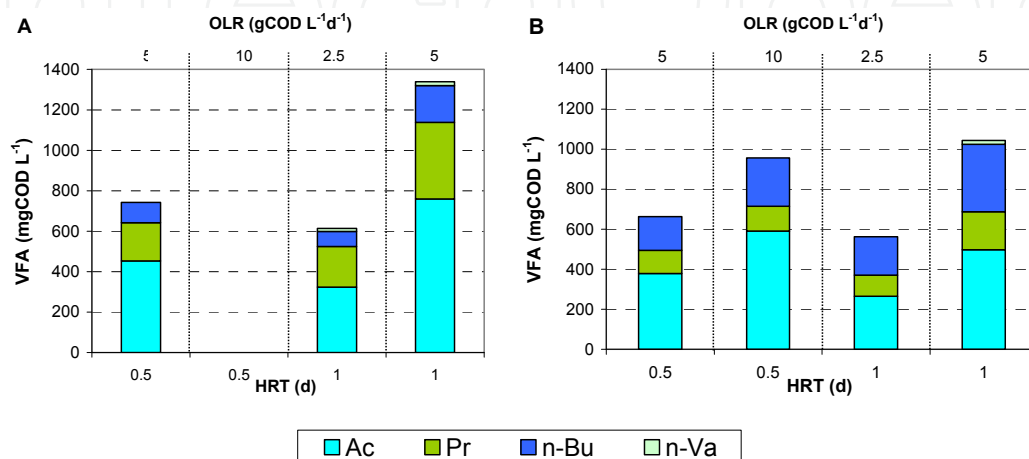 A
OLR (gCOD L-1d-1)
5 10 2.5 5
VFA (mgCOD L-1)
1400
1200
1000
800
600
400
200
0
0.5 0.5 1 1
HRT (d)
B
OLR (gCOD L-1d-1)
5 10 2.5 5
VFA (mgCOD L-1)
1400
1200
1000
800
600
400
200
0
0.5 0.5 1 1
HRT (d)
Ac Pr n-Bu n-Va